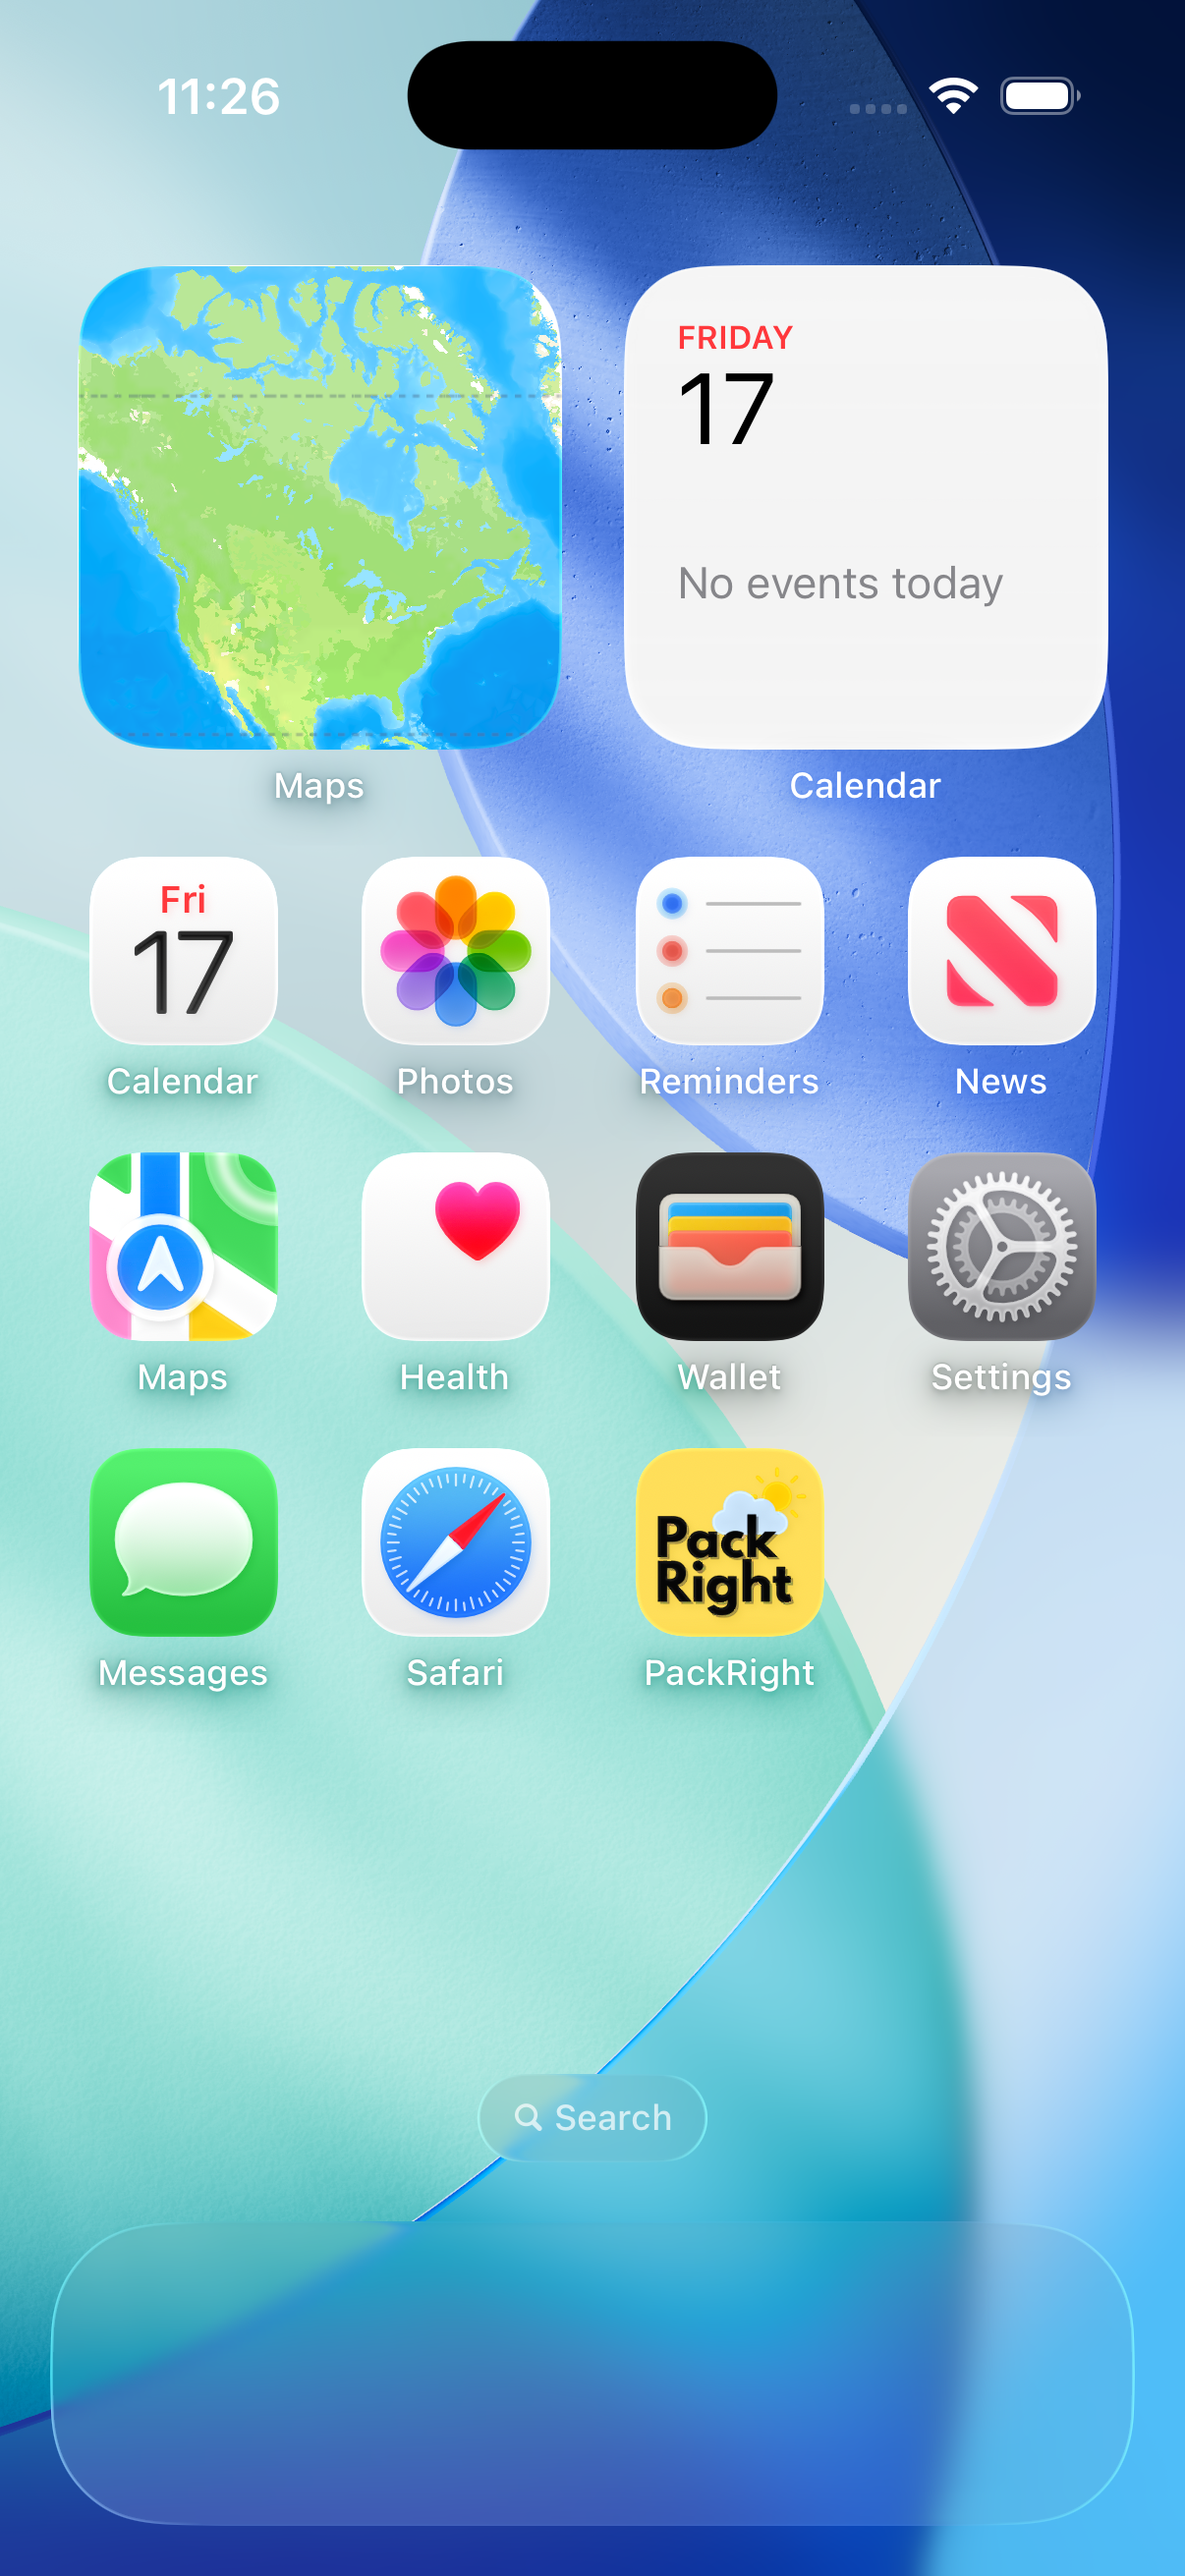 11:26
FRIDAY
17
No events today
Maps
Calendar
Fri
17
Calendar
Photos
Reminders
News
Maps
Health
Wallet
Settings
Pack
Right
Messages
Safari
PackRight
Search